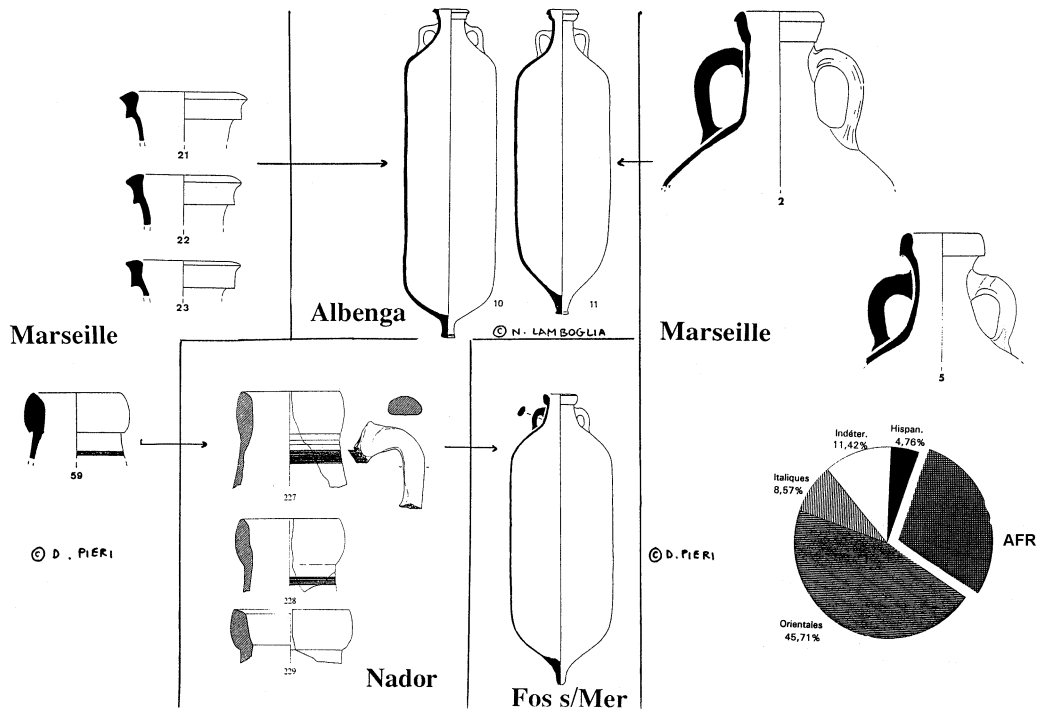 21
22
23
Marseille
59
© D. PIERI
10
11
Albenga
© N. LAMBOGLIA
227
228
229
Nador
Fos s/Mer
2
Marseille
5
© D. PIERI
Hispan.
4,76%
Indéter.
11,42%
Italiques
8,57%
AFR
Orientales
45,71%